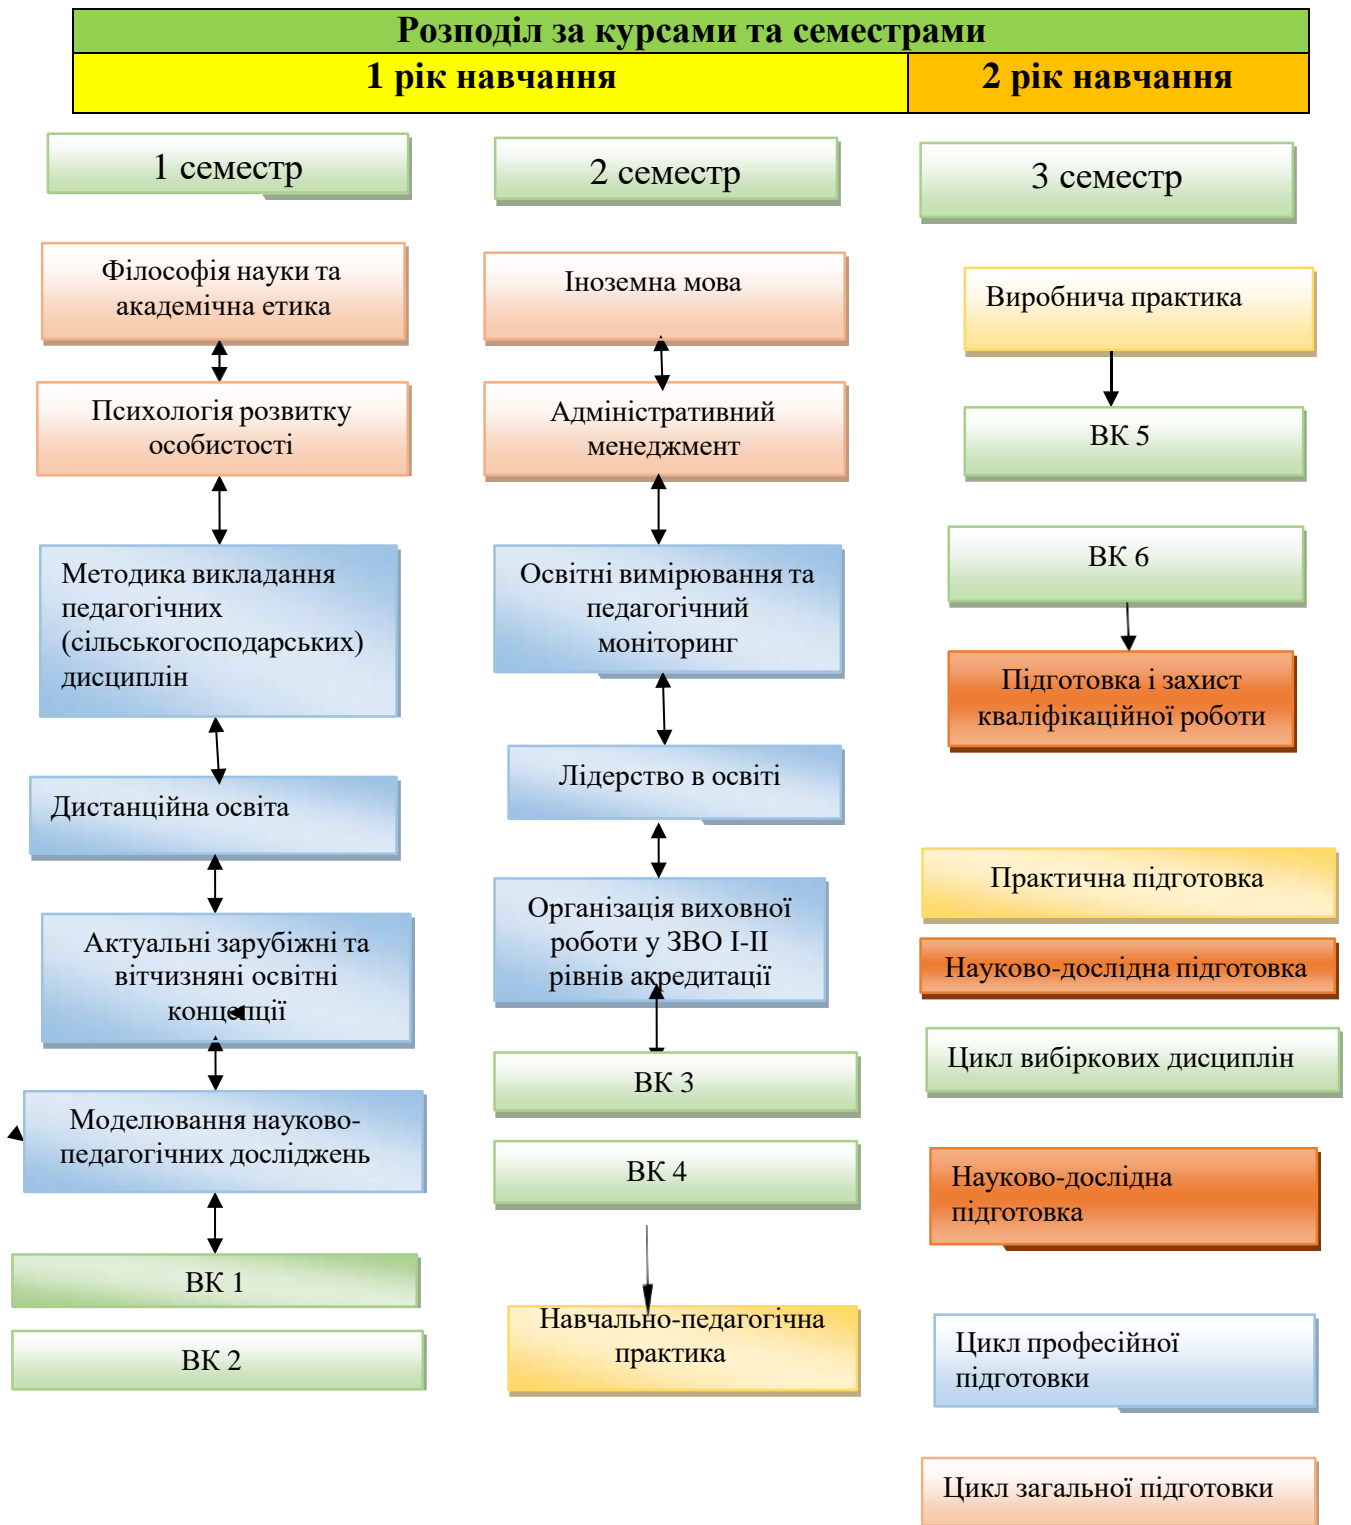 Розподіл за курсами та семестрами
1 рік навчання
2 рік навчання
1 семестр
Філософія науки та
академічна етика
Психологія розвитку
особистості
Методика викладання
педагогічних
(сільськогосподарських)
дисциплін
Дистанційна освіта
Актуальні зарубіжні та
вітчизняні освітні
концепції
Моделювання науково-
педагогічних досліджень
ВК 1
ВК 2
2 семестр
Іноземна мова
Адміністративний
менеджмент
Освітні вимірювання та
педагогічний
моніторинг
Лідерство в освіті
Організація виховної
роботи у ЗВО І-ІІ
рівнів акредитації
ВК 3
ВК 4
Навчально-педагогічна
практика
3 семестр
Виробнича практика
ВК 5
ВК 6
Підготовка і захист
кваліфікаційної роботи
Практична підготовка
Науково-дослідна підготовка
Цикл вибіркових дисциплін
Науково-дослідна
підготовка
Цикл професійної
підготовки
Цикл загальної підготовки